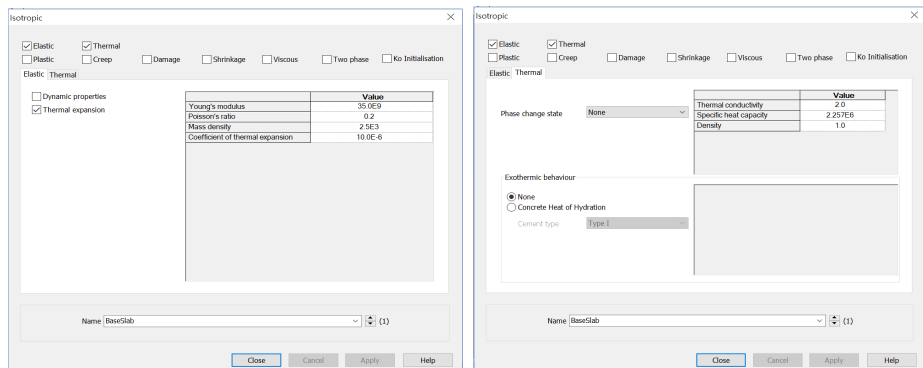 Isotropic
Elastic Thermal
Plastic Creep Damage Shrinkage Viscous Two phase Ko Initialisation
Elastic Thermal
Dynamic properties
Thermal expansion
Value
Young's modulus 35.0E9
Poisson's ratio 0.2
Mass density 2.5E3
Coefficient of thermal expansion 10.0E-6
Name BaseSlab (1)
Close Cancel Apply Help
Isotropic
Elastic Thermal
Plastic Creep Damage Shrinkage Viscous Two phase Ko Initialisation
Elastic Thermal
Phase change state None
Value
Thermal conductivity 2.0
Specific heat capacity 2.257E6
Density 1.0
Exothermic behaviour
None
Concrete Heat of Hydration
Cement type Type I
Name BaseSlab (1)
Close Cancel Apply Help